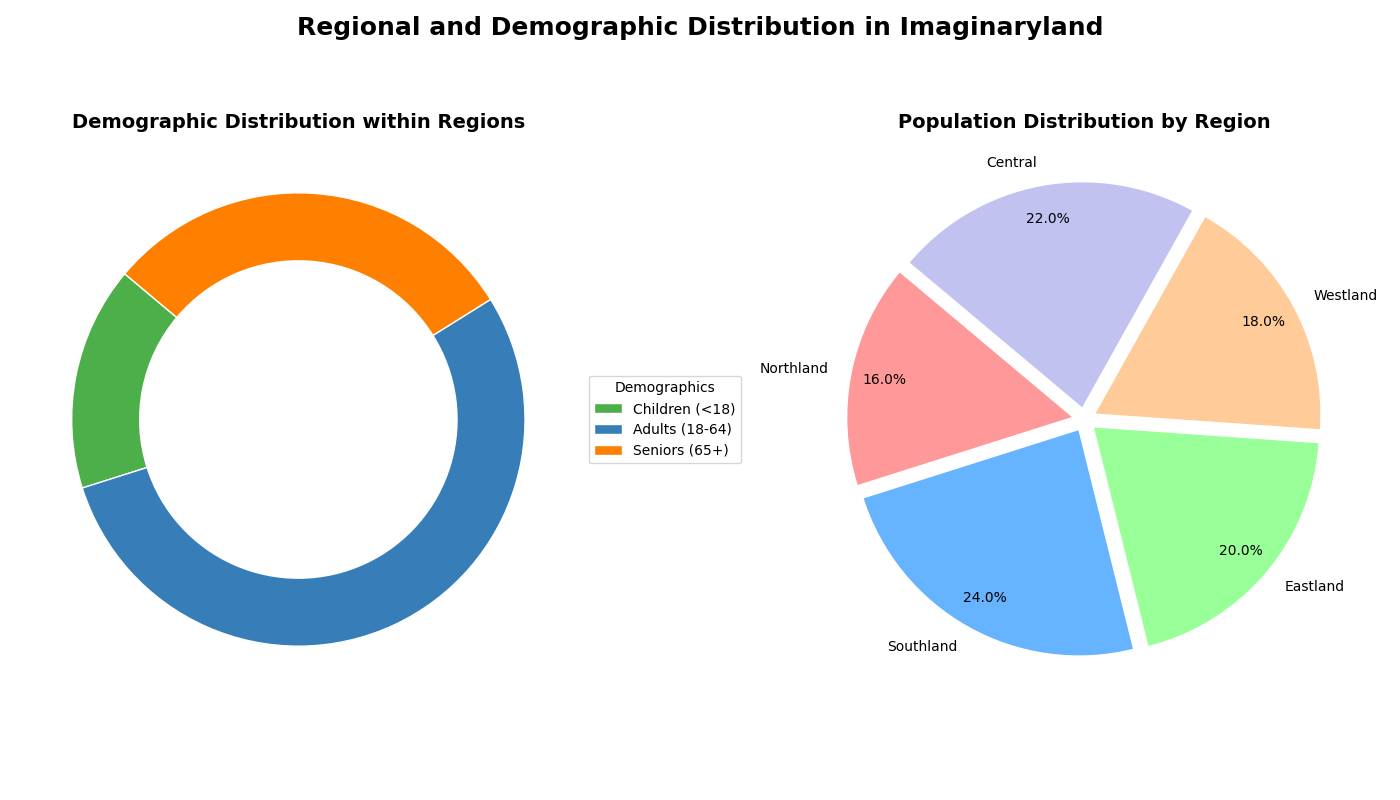 Regional and Demographic Distribution in Imaginaryland
Demographic Distribution within Regions
Demographics
Children (<18)
Adults (18-64)
Seniors (65+)
Population Distribution by Region
Central
22.0%
Westland
18.0%
Northland
16.0%
20.0%
Eastland
24.0%
Southland